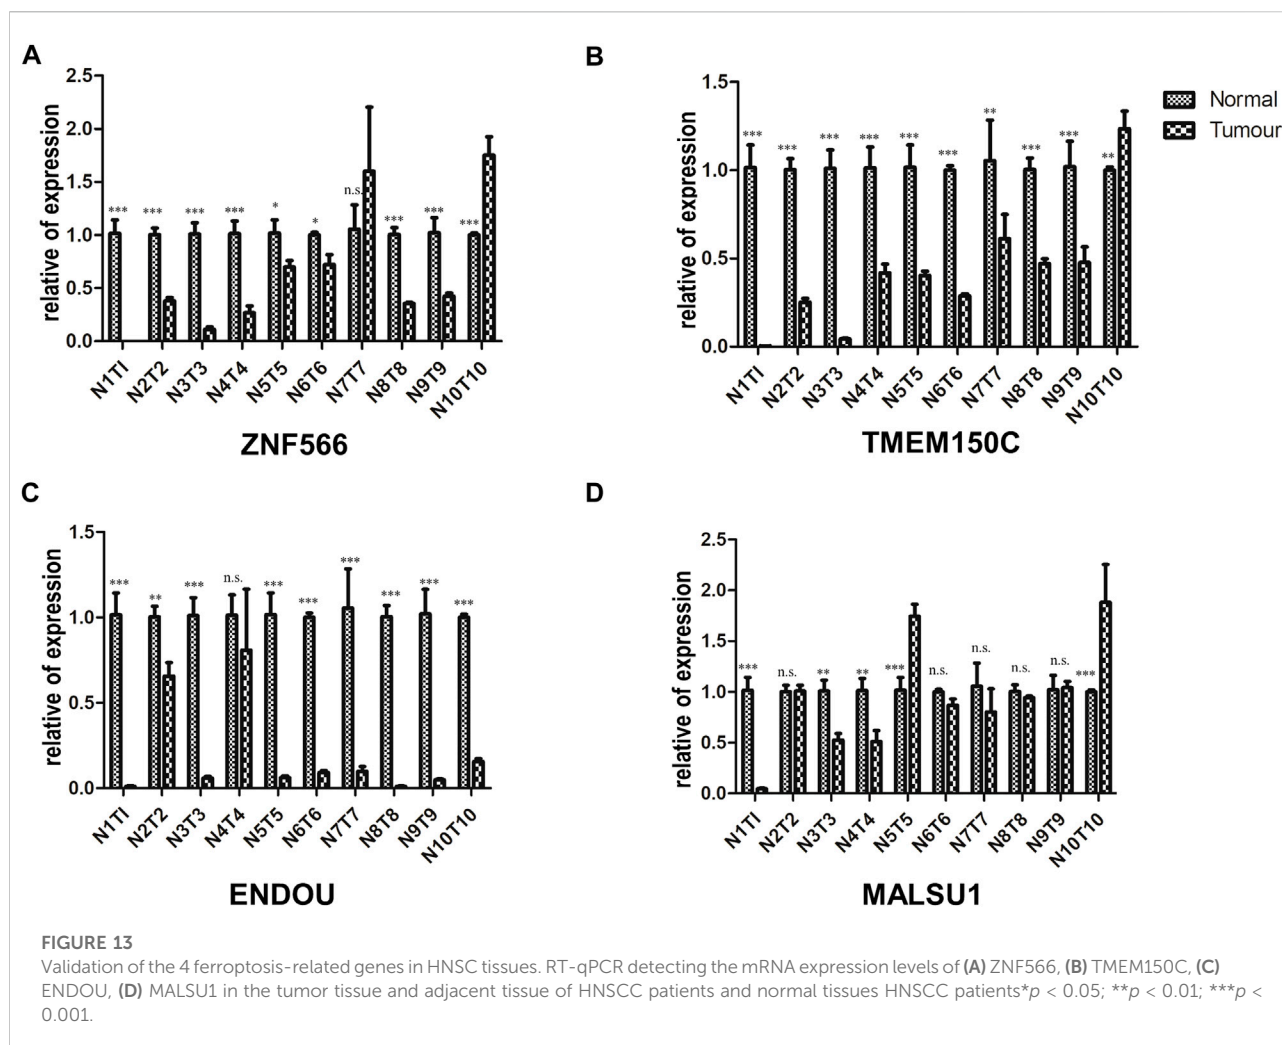 A
2.5
2.0
1.5
1.0
0.5
0.0
relative of expression
*** *** *** *** * * n.s. *** *** ***
N1TI N2T2 N3T3 N4T4 N5T5 N6T6 N7T7 N8T8 N9T9 N10T10
ZNF566
B
1.5
1.0
0.5
0.0
relative of expression
*** *** *** *** *** *** ** *** *** **
N1TI N2T2 N3T3 N4T4 N5T5 N6T6 N7T7 N8T8 N9T9 N10T10
TMEM150C
Normal
Tumour
C
1.5
1.0
0.5
0.0
relative of expression
*** ** *** n.s. *** *** *** *** *** ***
N1TI N2T2 N3T3 N4T4 N5T5 N6T6 N7T7 N8T8 N9T9 N10T10
ENDOU
D
2.5
2.0
1.5
1.0
0.5
0.0
relative of expression
*** n.s. ** ** *** n.s. n.s. n.s. n.s. ***
N1TI N2T2 N3T3 N4T4 N5T5 N6T6 N7T7 N8T8 N9T9 N10T10
MALSU1
FIGURE 13
Validation of the 4 ferroptosis-related genes in HNSC tissues. RT-qPCR detecting the mRNA expression levels of (A) ZNF566, (B) TMEM150C, (C)
ENDOU, (D) MALSU1 in the tumor tissue and adjacent tissue of HNSCC patients and normal tissues HNSCC patients*p < 0.05; **p < 0.01; ***p <
0.001.